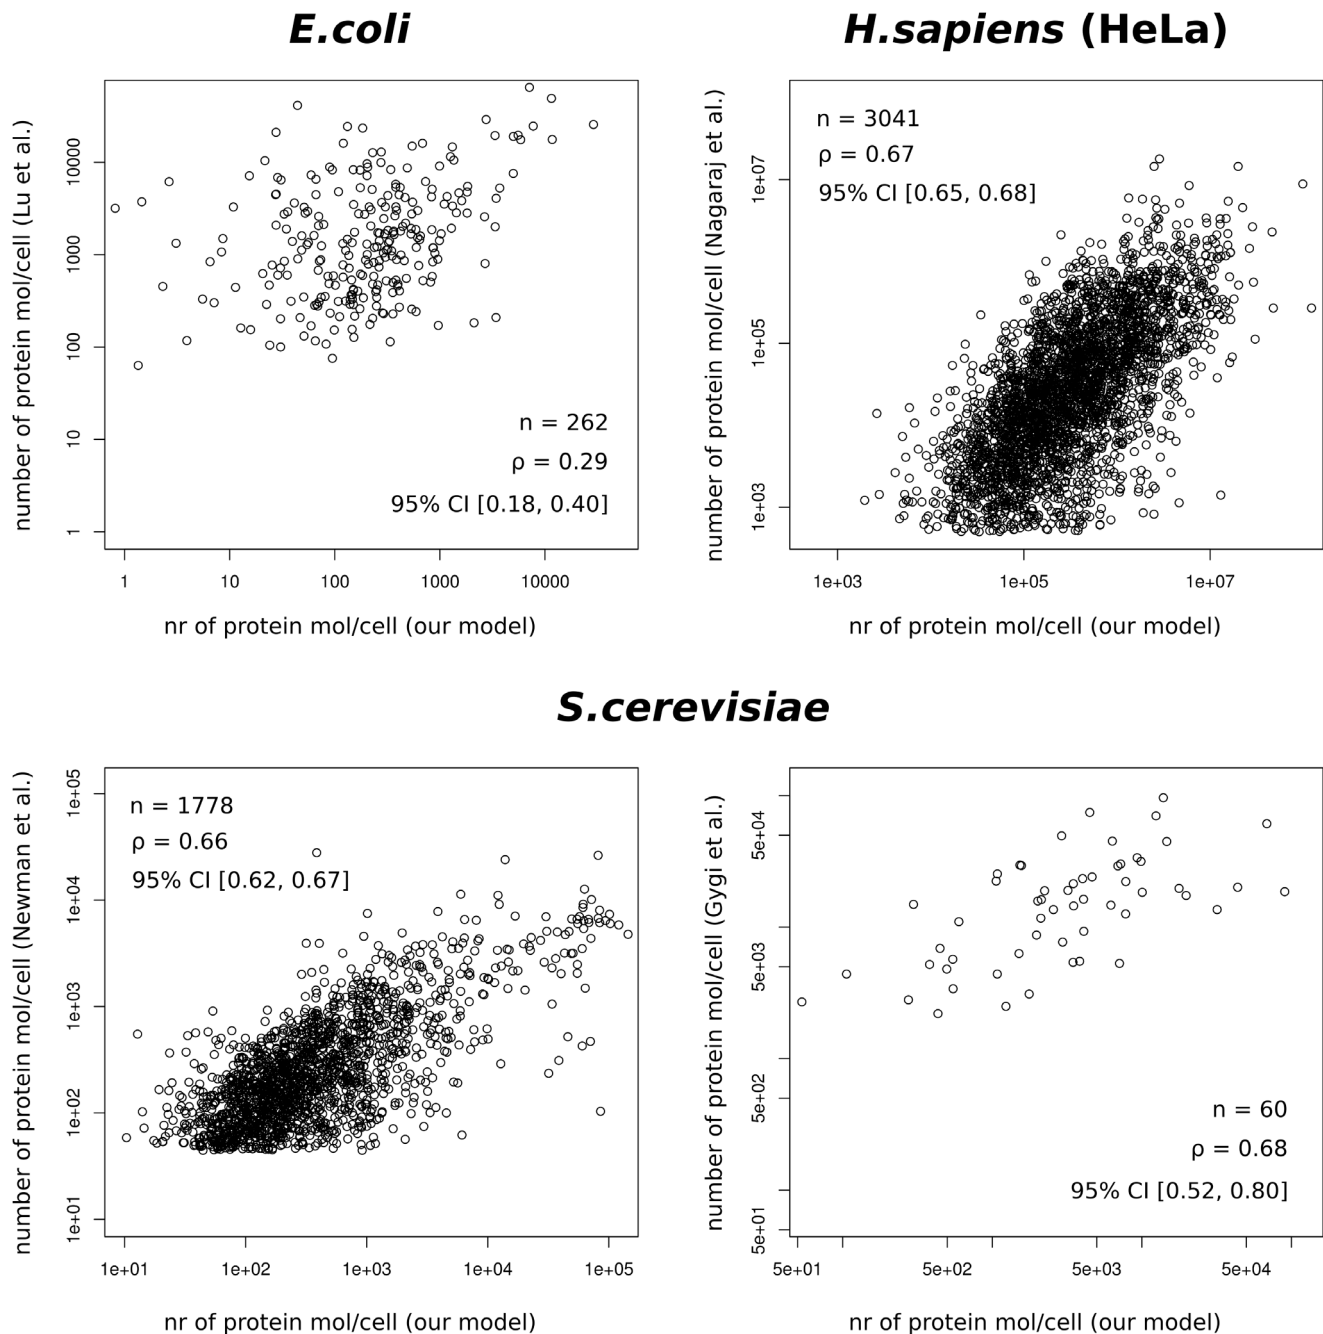 E.coli
number of protein mol/cell (Lu et al.)
10000
1000
100
10
1
n = 262
ρ = 0.29
95% CI [0.18, 0.40]
1 10 100 1000 10000
nr of protein mol/cell (our model)
H.sapiens (HeLa)
number of protein mol/cell (Nagaraj et al.)
1e+07
1e+05
1e+03
n = 3041
ρ = 0.67
95% CI [0.65, 0.68]
1e+03 1e+05 1e+07
nr of protein mol/cell (our model)
S.cerevisiae
number of protein mol/cell (Newman et al.)
1e+05
1e+04
1e+03
1e+02
1e+01
n = 1778
ρ = 0.66
95% CI [0.62, 0.67]
1e+01 1e+02 1e+03 1e+04 1e+05
nr of protein mol/cell (our model)
number of protein mol/cell (Gygi et al.)
5e+04
5e+03
5e+02
5e+01
n = 60
ρ = 0.68
95% CI [0.52, 0.80]
5e+01 5e+02 5e+03 5e+04
nr of protein mol/cell (our model)